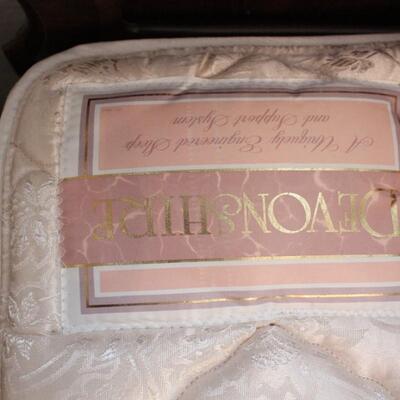 DEVONSHIRE
A Uniquely Engineered Sleep
and Support System